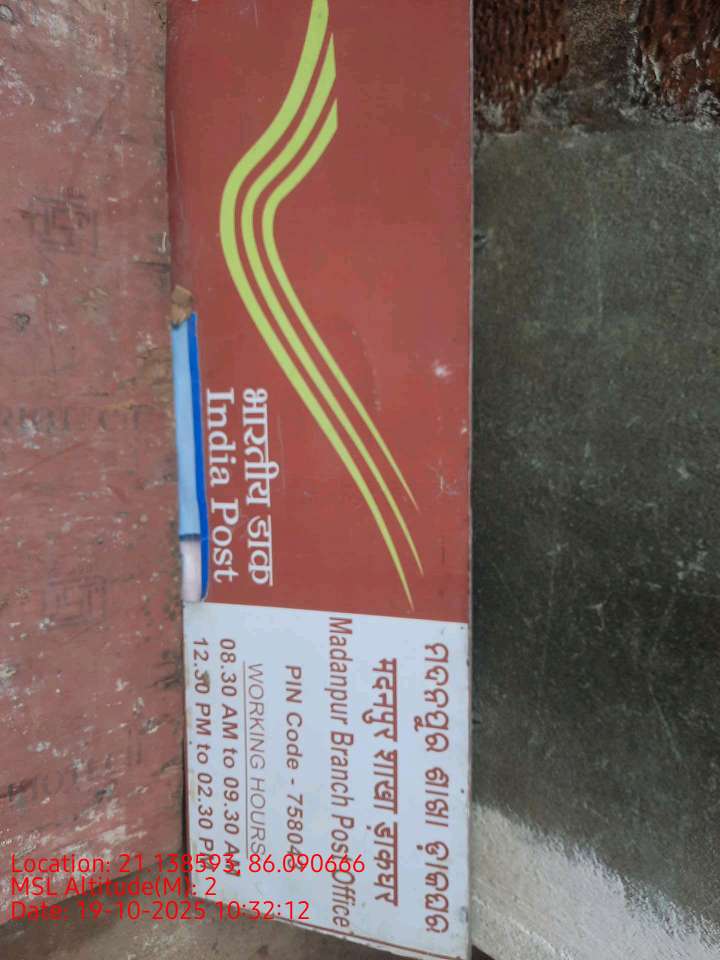 भारतीय डाक
India Post
ମଦନପୁର ଶାଖା ଡ଼ାକଘର
मदनपुर शाखा ड़ाकघर
Madanpur Branch Post Office
PIN Code -
WORKING HOURS
08.30 AM to 09.30 AM
12.30 PM to 02.30 PM
Location: 21.138593, 86.090666
MSL Altitude(M): 2
Date: 19-10-2025 10:32:12